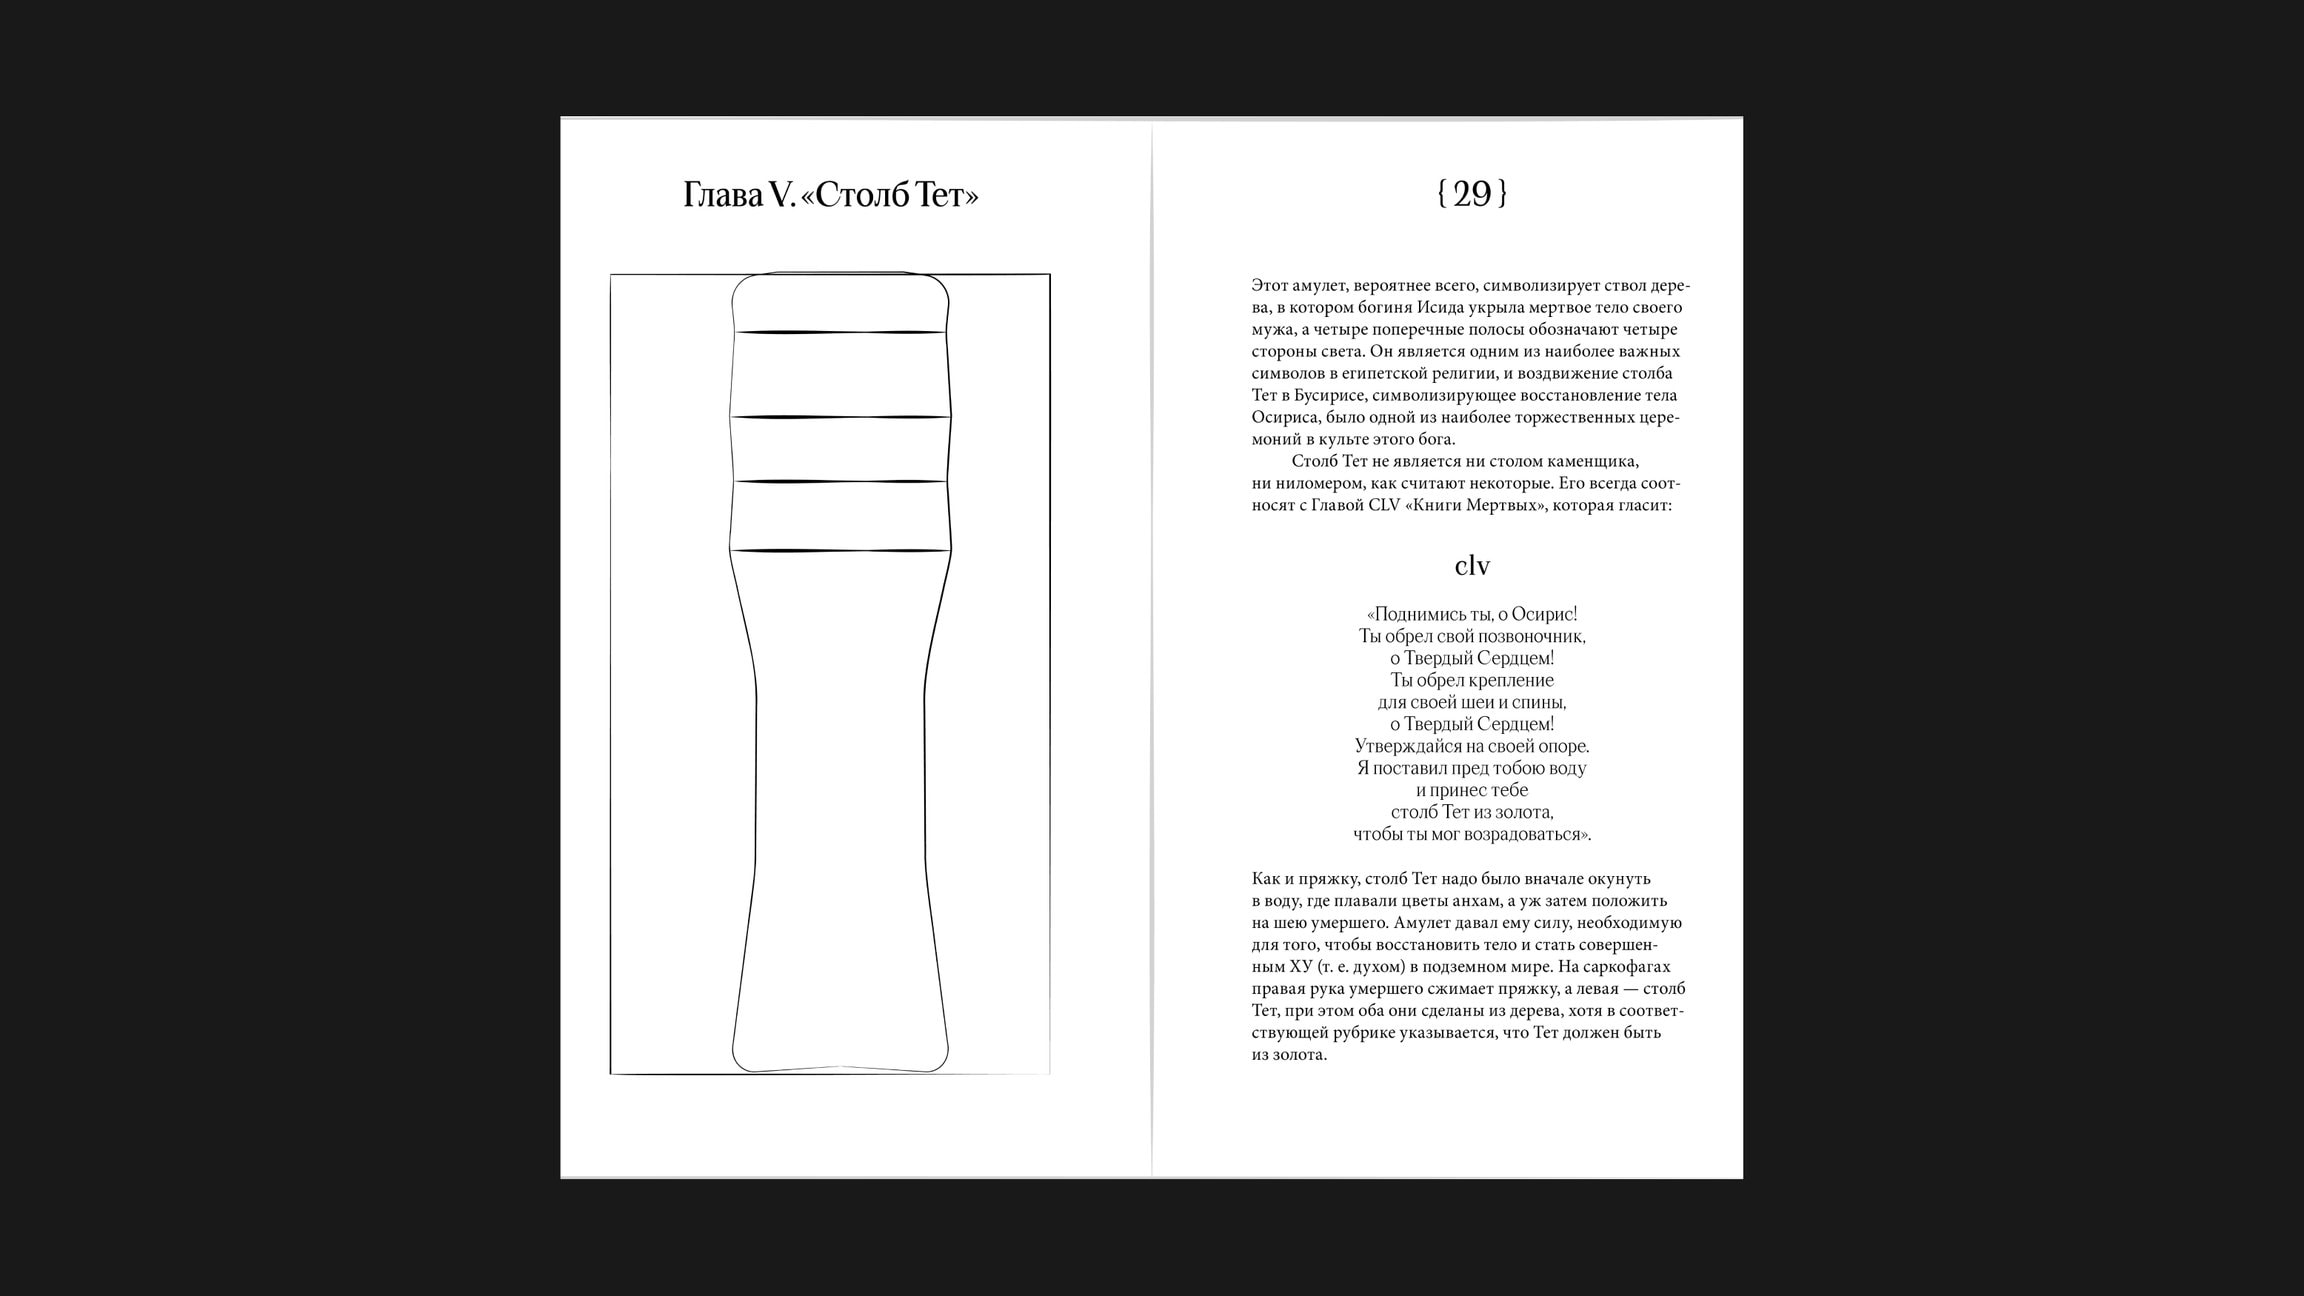 Глава V. «Столб Тет»
{ 29 }
Этот амулет, вероятнее всего, символизирует ствол дере-
ва, в котором богиня Исида укрыла мертвое тело своего
мужа, а четыре поперечные полосы обозначают четыре
стороны света. Он является одним из наиболее важных
символов в египетской религии, и воздвижение столба
Тет в Бусирисе, символизирующее восстановление тела
Осириса, было одной из наиболее торжественных цере-
моний в культе этого бога.
Столб Тет не является ни столом каменщика,
ни ниломером, как считают некоторые. Его всегда соот-
носят с Главой CLV «Книги Мертвых», которая гласит:
clv
«Поднимись ты, о Осирис!
Ты обрел свой позвоночник,
о Твердый Сердцем!
Ты обрел крепление
для своей шеи и спины,
о Твердый Сердцем!
Утверждайся на своей опоре.
Я поставил пред тобою воду
и принес тебе
столб Тет из золота,
чтобы ты мог возрадоваться».
Как и пряжку, столб Тет надо было вначале окунуть
в воду, где плавали цветы анхам, а уж затем положить
на шею умершего. Амулет давал ему силу, необходимую
для того, чтобы восстановить тело и стать совершен-
ным ХУ (т. е. духом) в подземном мире. На саркофагах
правая рука умершего сжимает пряжку, а левая — столб
Тет, при этом оба они сделаны из дерева, хотя в соответ-
ствующей рубрике указывается, что Тет должен быть
из золота.